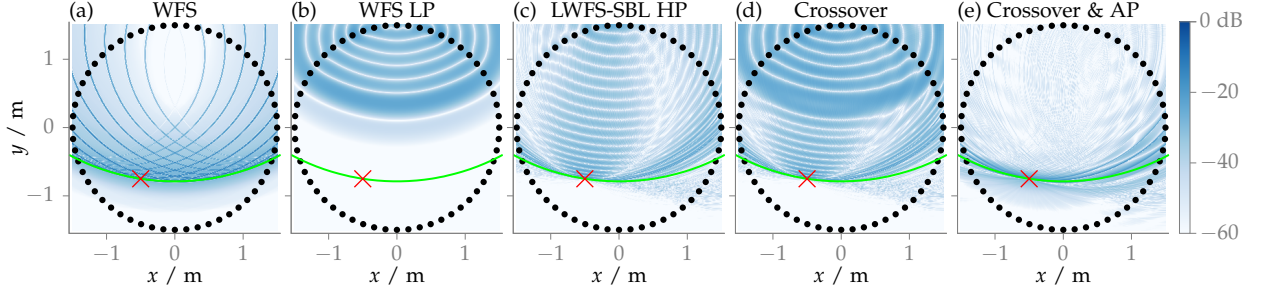 (a) WFS
(b) WFS LP
(c) LWFS-SBL HP
(d) Crossover
(e) Crossover & AP
y / m
1
0
−1
−1 0 1
x / m
−1 0 1
x / m
−1 0 1
x / m
−1 0 1
x / m
−1 0 1
x / m
0 dB
−20
−40
−60